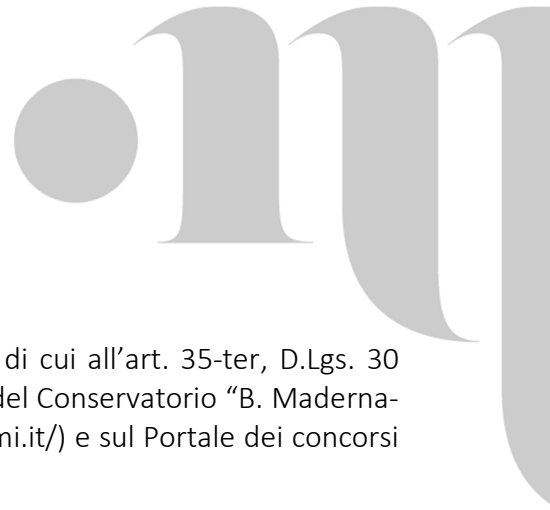 di cui all’art. 35-ter, D.Lgs. 30
del Conservatorio “B. Maderna-
mi.it/) e sul Portale dei concorsi